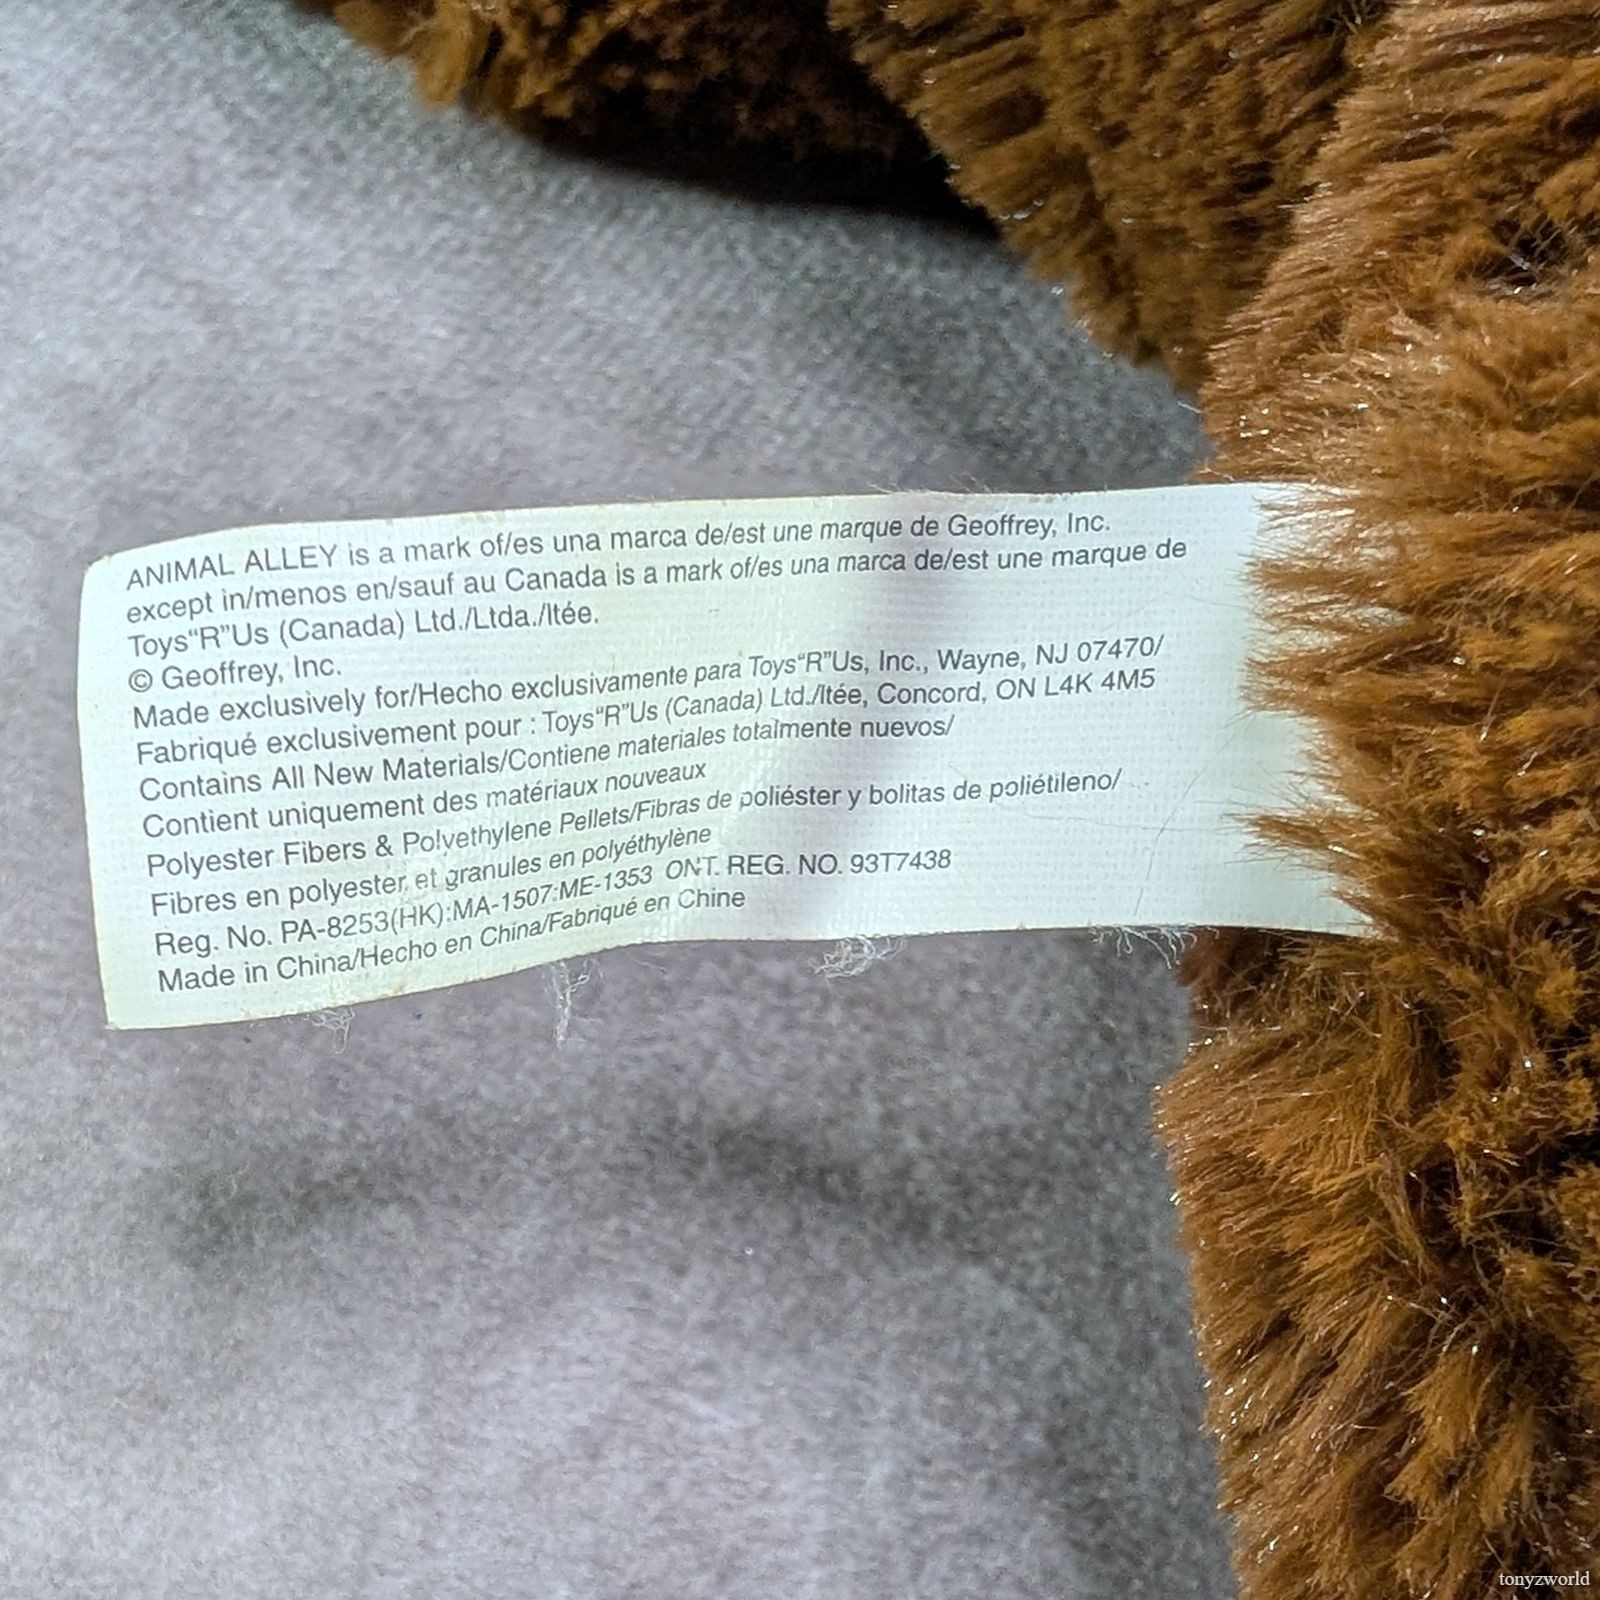 ANIMAL ALLEY is a mark of/es una marca de/est une marque de Geoffrey, Inc.
except in/menos en/sauf au Canada is a mark of/es una marca de/est une marque de
Toys“R”Us (Canada) Ltd./Ltda./ltée.
© Geoffrey, Inc.
Made exclusively for/Hecho exclusivamente para Toys“R”Us, Inc., Wayne, NJ 07470/
Fabriqué exclusivement pour : Toys“R”Us (Canada) Ltd./ltée, Concord, ON L4K 4M5
Contains All New Materials/Contiene materiales totalmente nuevos/
Contient uniquement des matériaux nouveaux
Polyester Fibers & Polyethylene Pellets/Fibras de poliéster y bolitas de poliétileno/
Fibres en polyester et granules en polyéthylène
Reg. No. PA-8253(HK):MA-1507:ME-1353 ONT. REG. NO. 93T7438
Made in China/Hecho en China/Fabriqué en Chine
tonyzworld